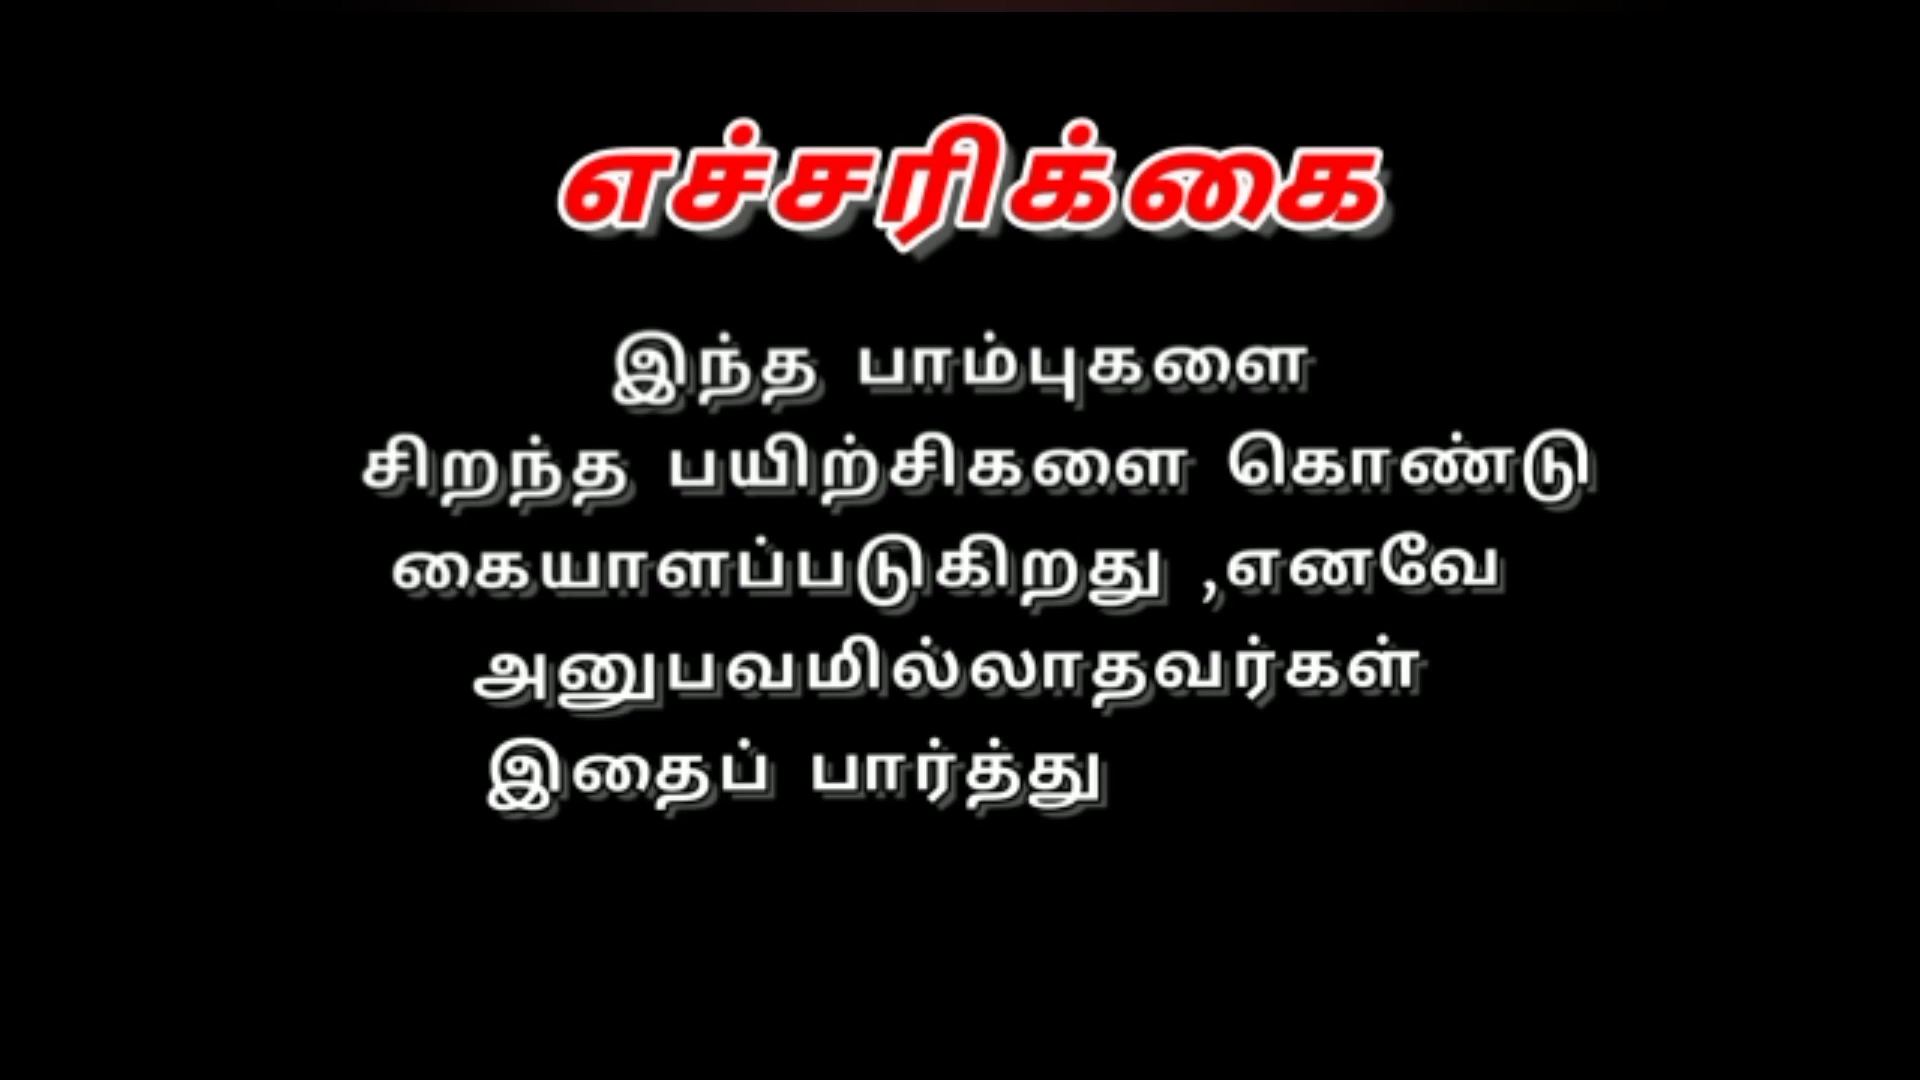 எச்சரிக்கை
இந்த பாம்புகளை
சிறந்த பயிற்சிகளை கொண்டு
கையாளப்படுகிறது ,எனவே
அனுபவமில்லாதவர்கள்
இதைப் பார்த்து